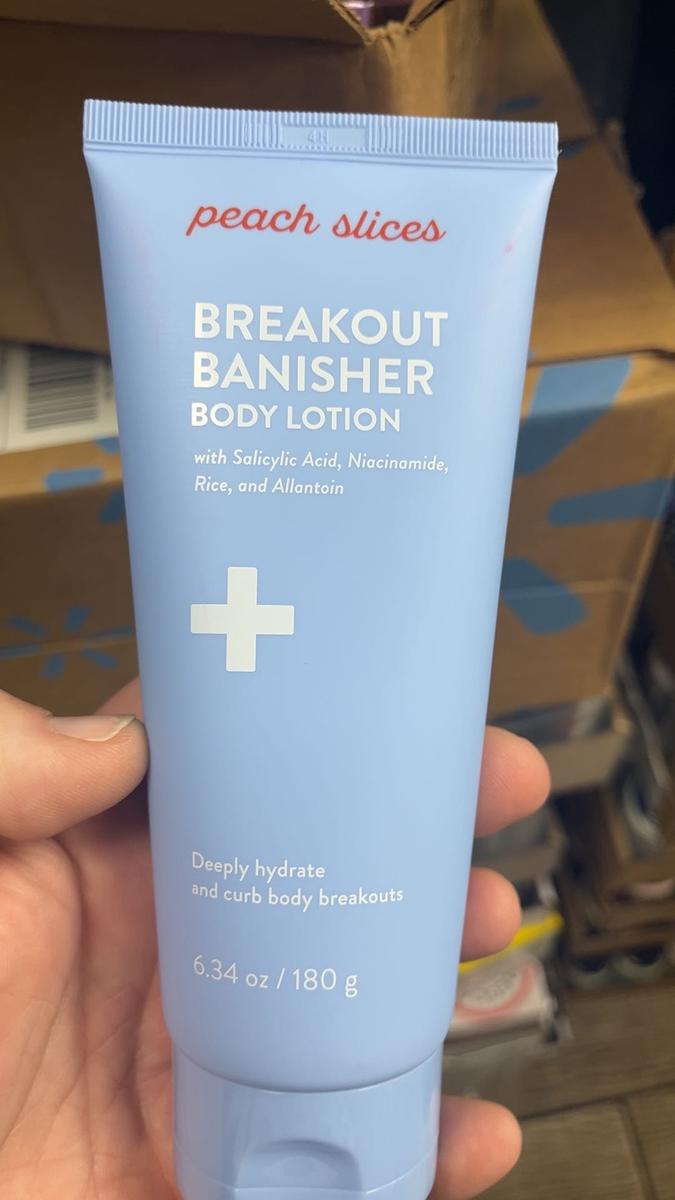 4H
peach slices
BREAKOUT
BANISHER
BODY LOTION
with Salicylic Acid, Niacinamide,
Rice, and Allantoin
Deeply hydrate
and curb body breakouts
6.34 oz / 180 g